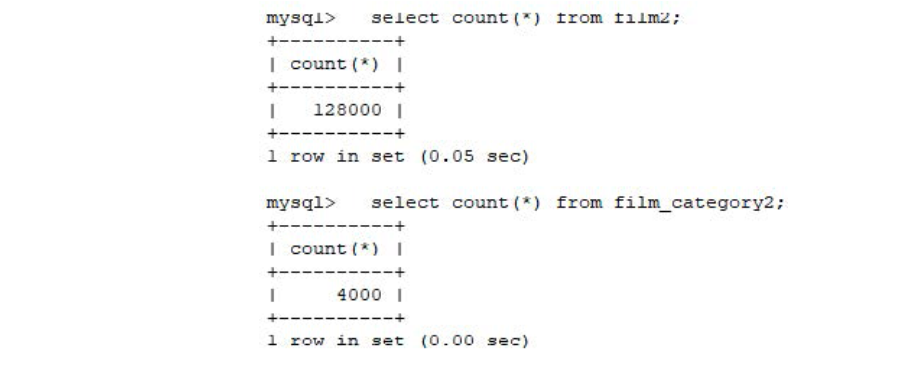 mysql>   select count(*) from film2;
+----------+
| count(*) |
+----------+
|   128000 |
+----------+
1 row in set (0.05 sec)
mysql>   select count(*) from film_category2;
+----------+
| count(*) |
+----------+
|     4000 |
+----------+
1 row in set (0.00 sec)